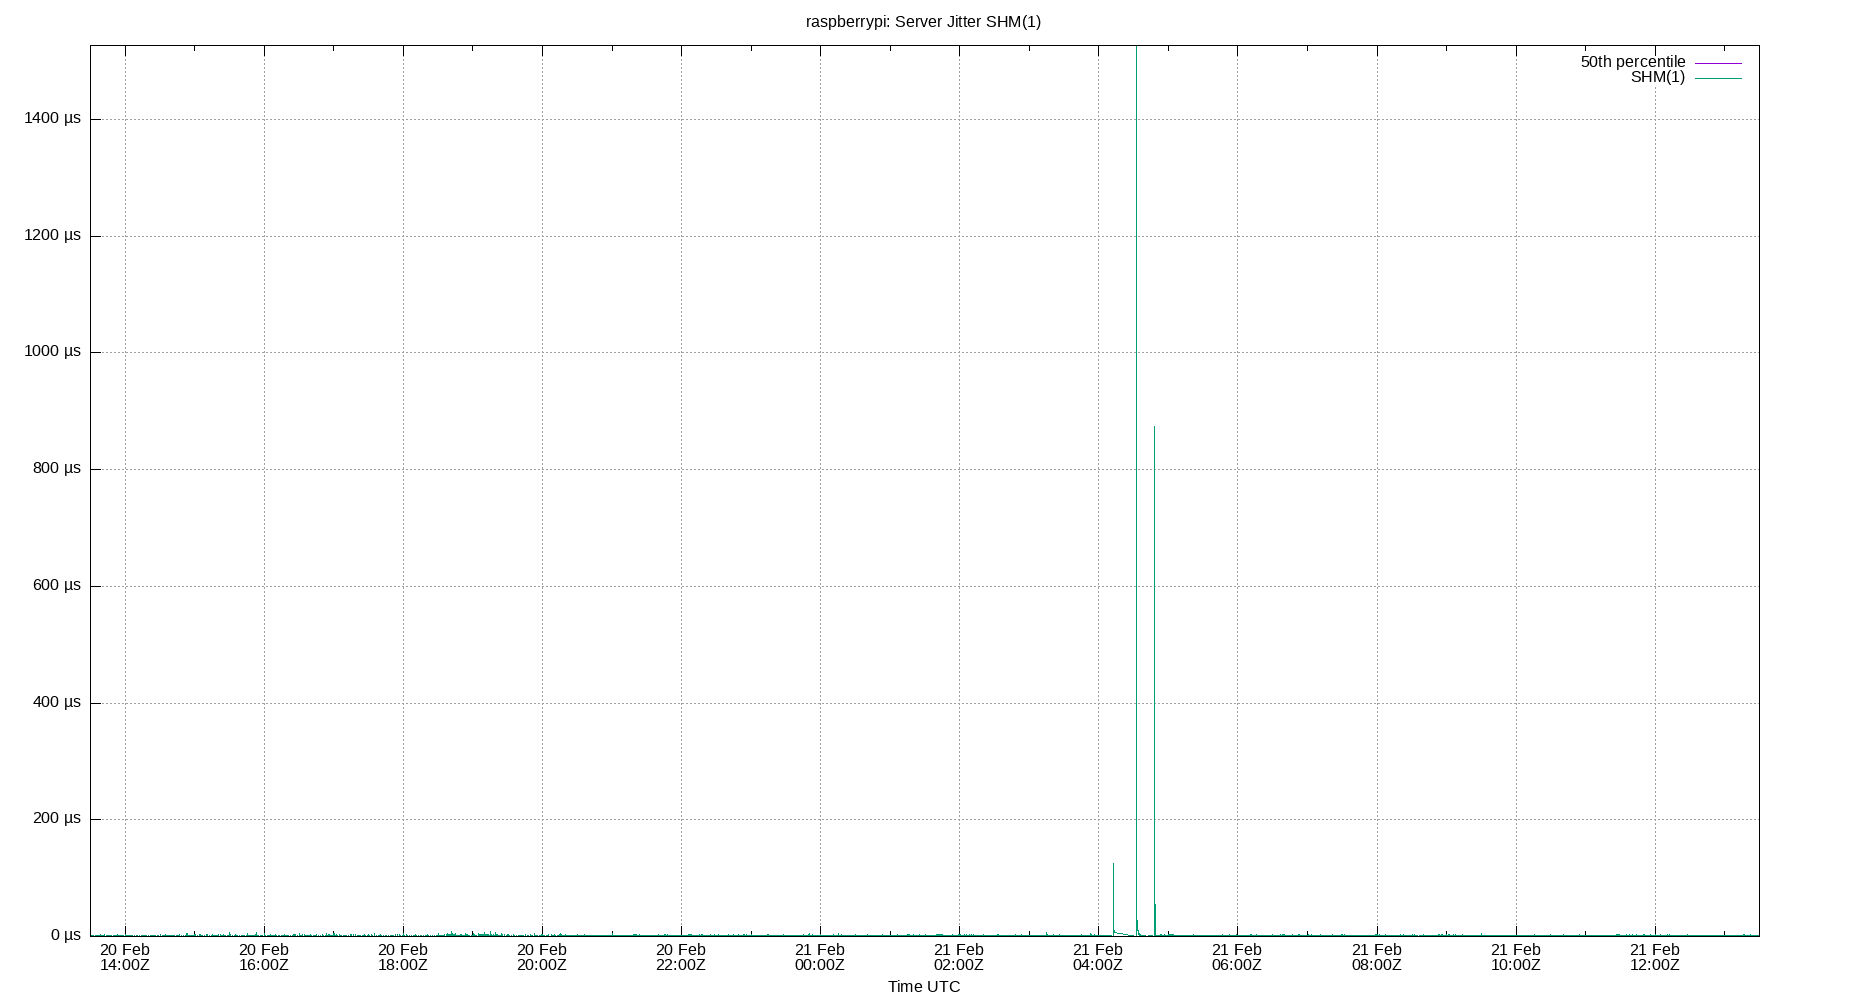 raspberrypi: Server Jitter SHM(1)
50th percentile
SHM(1)
1400 µs
1200 µs
1000 µs
800 µs
600 µs
400 µs
200 µs
0 µs
20 Feb 20 Feb 20 Feb 20 Feb 20 Feb 21 Feb 21 Feb 21 Feb 21 Feb 21 Feb 21 Feb 21 Feb
14:00Z 16:00Z 18:00Z 20:00Z 22:00Z 00:00Z 02:00Z 04:00Z 06:00Z 08:00Z 10:00Z 12:00Z
Time UTC